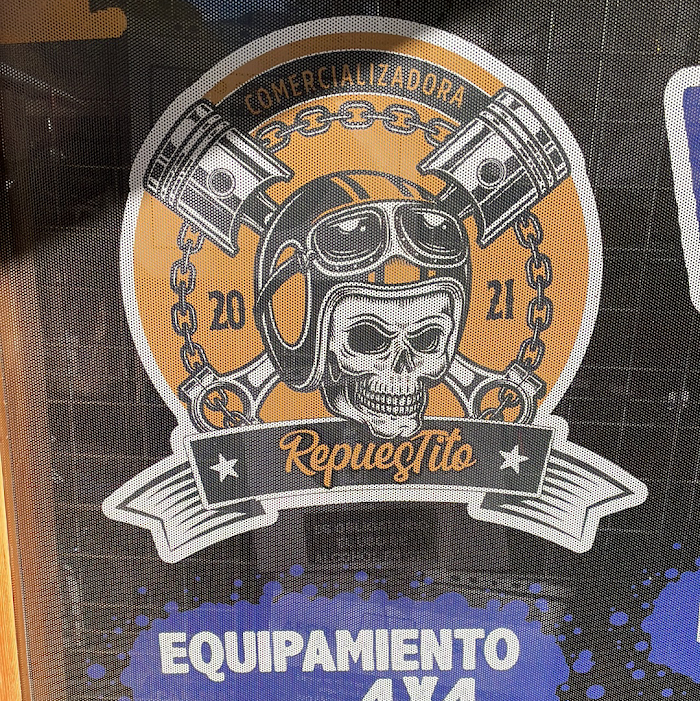 COMERCIALIZADORA
20 21
RepuesTito
EQUIPAMIENTO
4X4